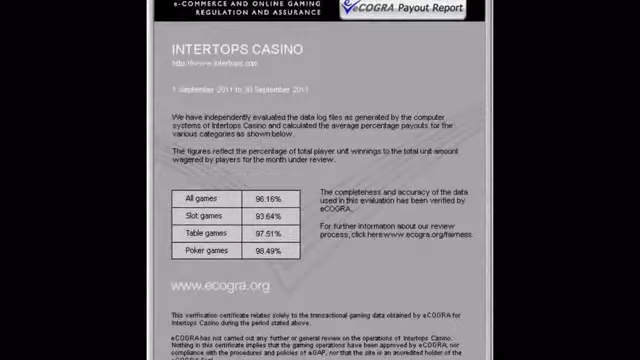 e-COMMERCE AND ONLINE GAMING
REGULATION AND ASSURANCE
eCOGRA Payout Report
INTERTOPS CASINO
http://www.intertops.com
1 September 2011 to 30 September 2011
We have independently evaluated the data log files as generated by the computer
systems of Intertops Casino and calculated the average percentage payouts for the
various categories as shown below.
The figures reflect the percentage of total player unit winnings to the total unit amount
wagered by players for the month under review.
All games 96.16%
Slot games 93.64%
Table games 97.51%
Poker games 98.49%
The completeness and accuracy of the data
used in this evaluation has been verified by
eCOGRA.
For further information about our review
process, click here www.ecogra.org/fairness.
www.ecogra.org
This verification certificate relates solely to the transactional gaming data obtained by eCOGRA for
Intertops Casino during the period stated above.
eCOGRA has not carried out any further or general review on the operations of Intertops Casino.
Nothing in this certificate implies that the gaming operations have been approved by eCOGRA, nor
compliance with the procedures and policies of eGAP, nor that the site is an accredited holder of the